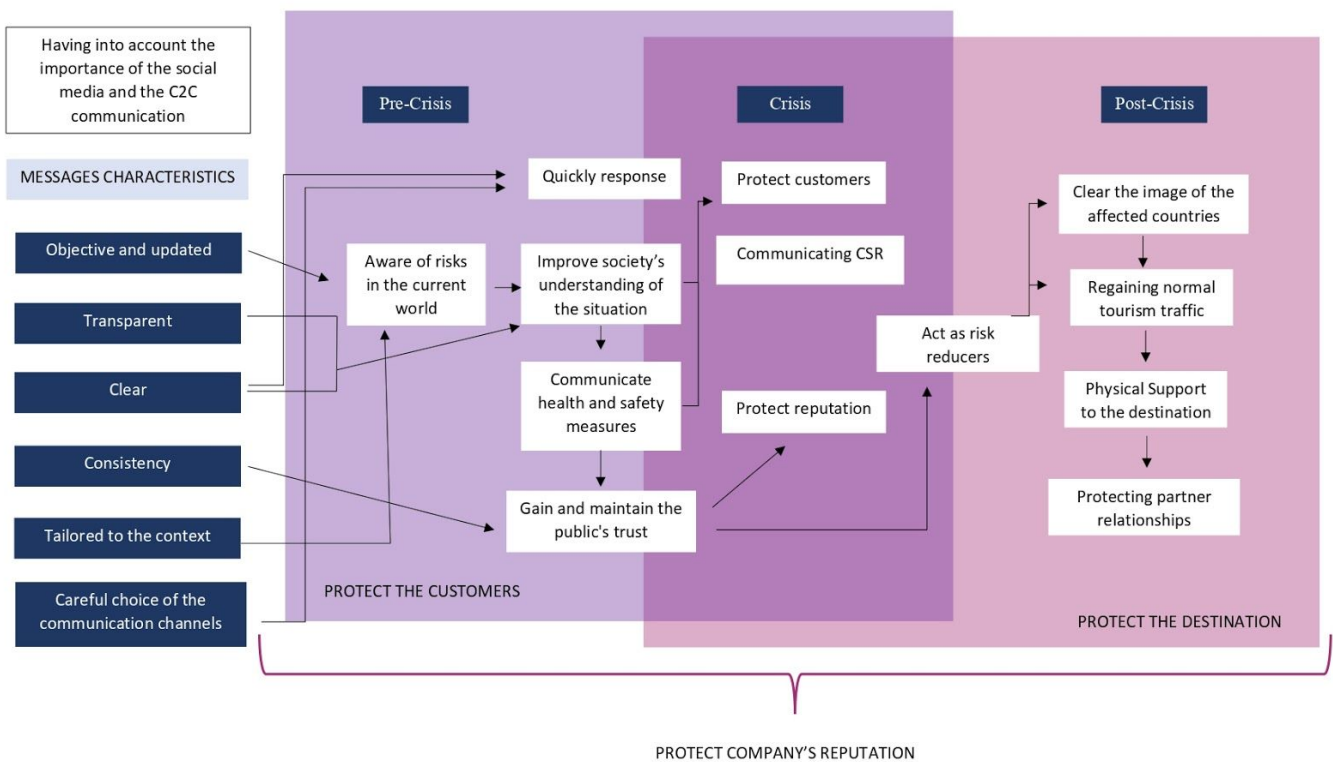 Having into account the
importance of the social
media and the C2C
communication
MESSAGES CHARACTERISTICS
Objective and updated
Transparent
Clear
Consistency
Tailored to the context
Careful choice of the
communication channels
Pre-Crisis
Quickly response
Aware of risks
in the current
world
Improve society’s
understanding of
the situation
Communicate
health and safety
measures
Gain and maintain the
public's trust
PROTECT THE CUSTOMERS
Crisis
Protect customers
Communicating CSR
Protect reputation
Act as risk
reducers
Post-Crisis
Clear the image of the
affected countries
Regaining normal
tourism traffic
Physical Support
to the destination
Protecting partner
relationships
PROTECT THE DESTINATION
PROTECT COMPANY’S REPUTATION